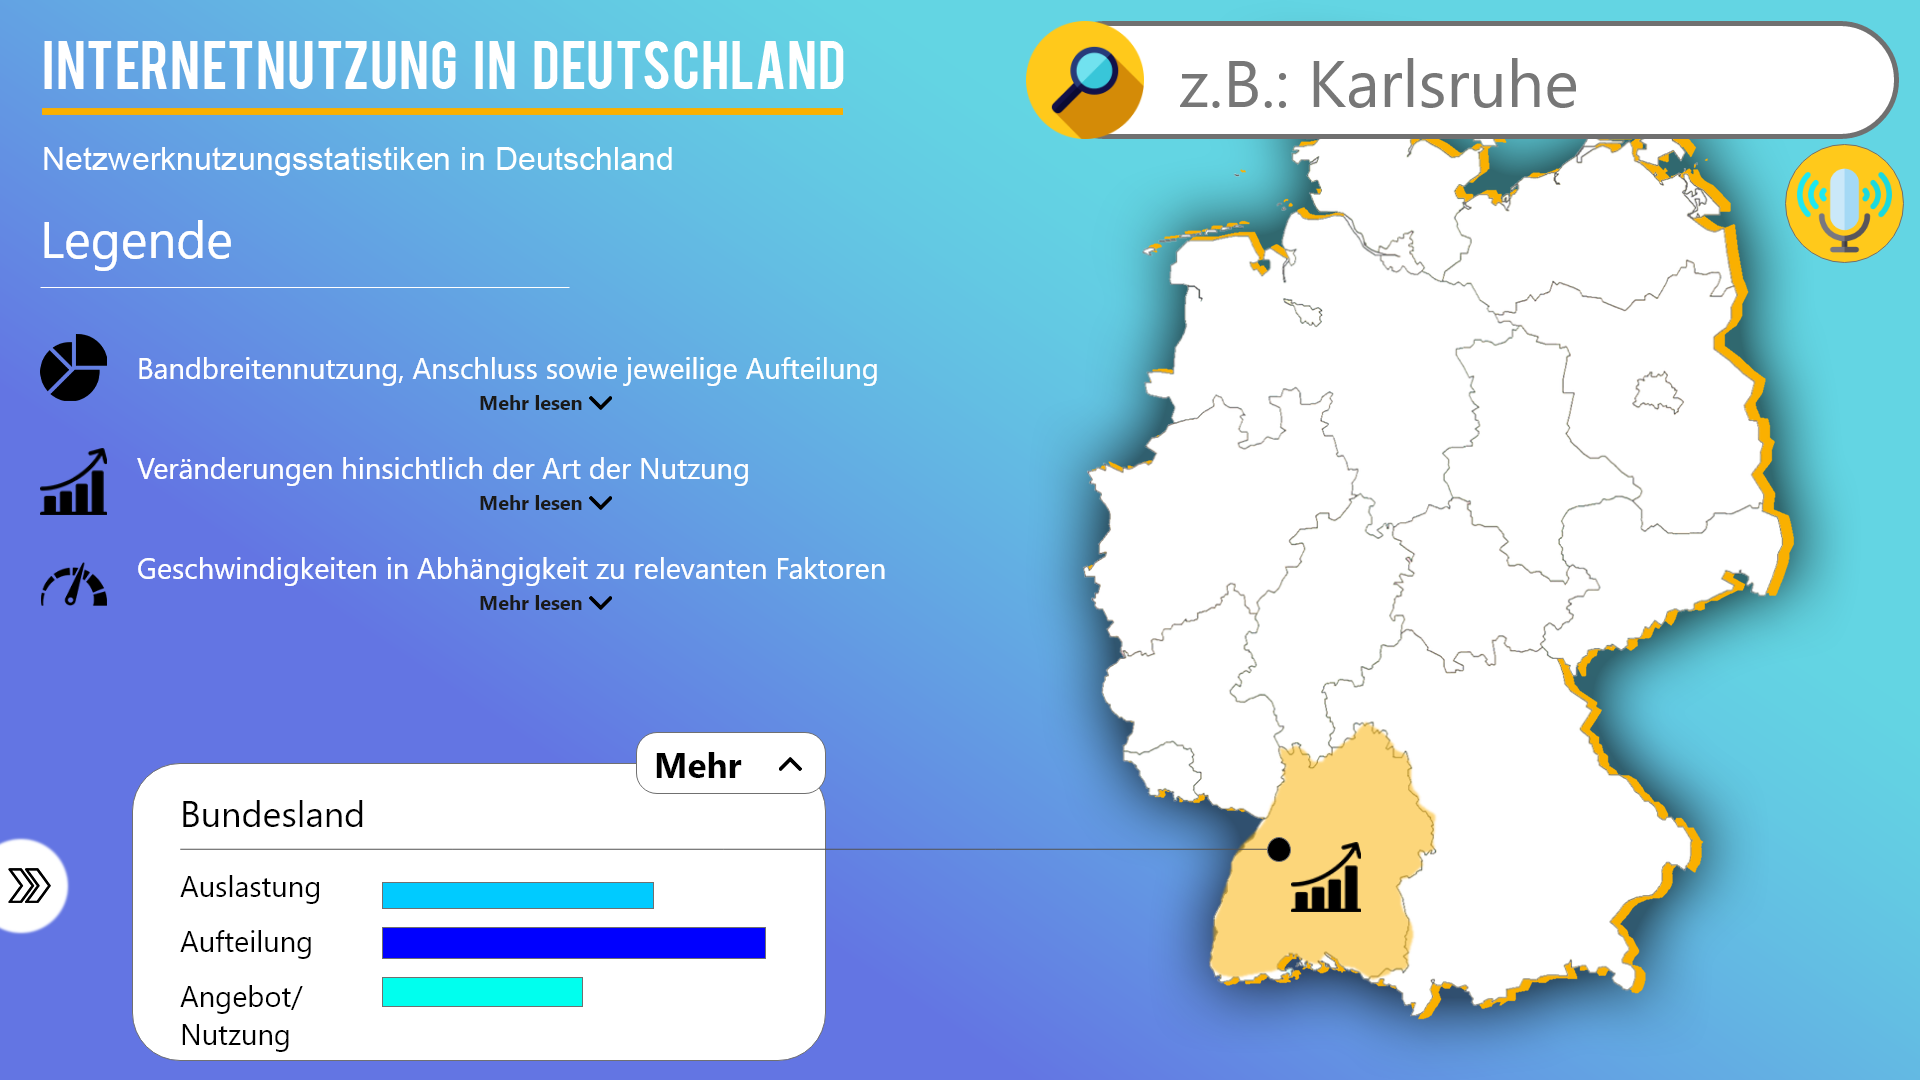 INTERNETNUTZUNG IN DEUTSCHLAND
z.B.: Karlsruhe
Netzwerknutzungsstatistiken in Deutschland
Legende
Bandbreitennutzung, Anschluss sowie jeweilige Aufteilung
Mehr lesen
Veränderungen hinsichtlich der Art der Nutzung
Mehr lesen
Geschwindigkeiten in Abhängigkeit zu relevanten Faktoren
Mehr lesen
Mehr
Bundesland
Auslastung
Aufteilung
Angebot/
Nutzung